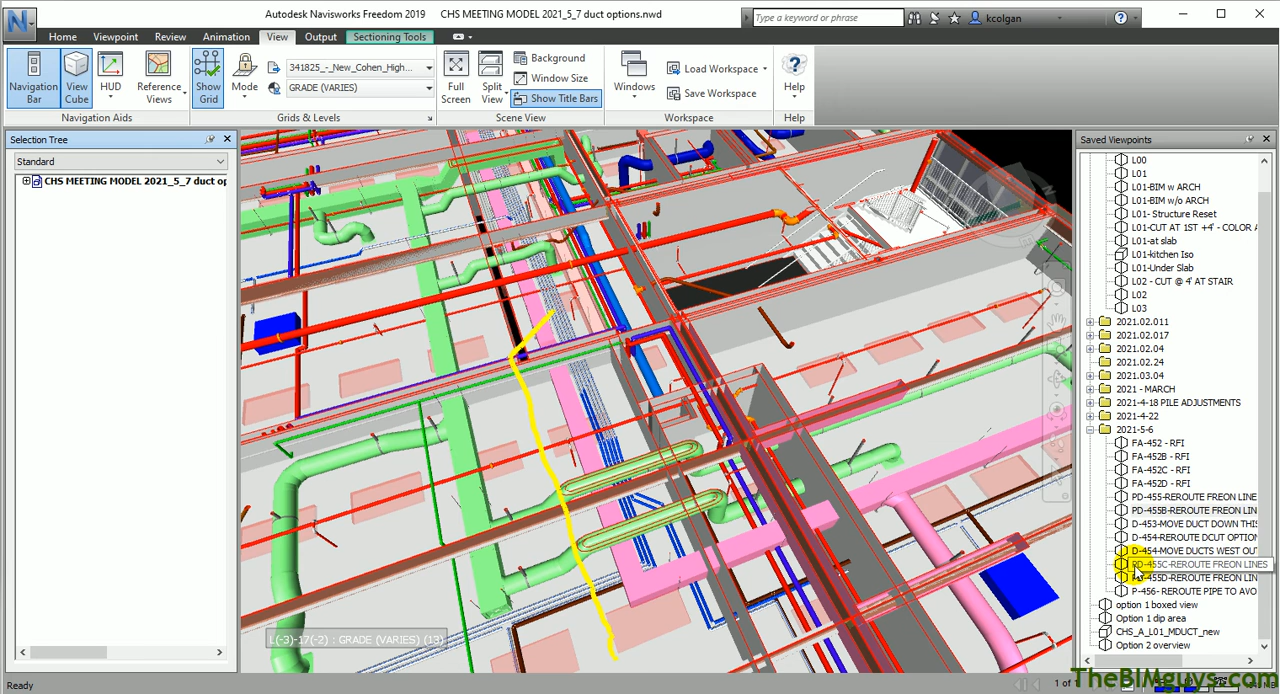 Autodesk Navisworks Freedom 2019 CHS MEETING MODEL 2021_5_7 duct options.nwd
Type a keyword or phrase
kcolgan
Home Viewpoint Review Animation View Output Sectioning Tools
Navigation Bar
View Cube
HUD
Reference Views
Show Grid
Mode
341825_-_New_Cohen_High...
GRADE (VARIES)
Full Screen
Split View
Background
Window Size
Show Title Bars
Windows
Load Workspace
Save Workspace
Help
Navigation Aids
Grids & Levels
Scene View
Workspace
Help
Selection Tree
Standard
CHS MEETING MODEL 2021_5_7 duct op
L(-3)-17(-2) : GRADE (VARIES) (13)
Saved Viewpoints
L00
L01
L01-BIM w ARCH
L01-BIM w/o ARCH
L01- Structure Reset
L01-CUT AT 1ST +4' - COLOR A
L01-at slab
L01-kitchen Iso
L01-Under Slab
L02 - CUT @ 4' AT STAIR
L02
L03
2021.02.011
2021.02.017
2021.02.04
2021.02.24
2021.03.04
2021 - MARCH
2021-4-18 PILE ADJUSTMENTS
2021-4-22
2021-5-6
FA-452 - RFI
FA-452B - RFI
FA-452C - RFI
FA-452D - RFI
PD-455-REROUTE FREON LINE
PD-455B-REROUTE FREON LIN
D-453-MOVE DUCT DOWN THI
D-454-REROUTE DCUT OPTION
D-454-MOVE DUCTS WEST OUT
PD-455C-REROUTE FREON LINES
PD-455D-REROUTE FREON LIN
P-456- REROUTE PIPE TO AVO
option 1 boxed view
Option 1 dip area
CHS_A_L01_MDUCT_new
Option 2 overview
Ready
1 of 1
TheBIMguys.com